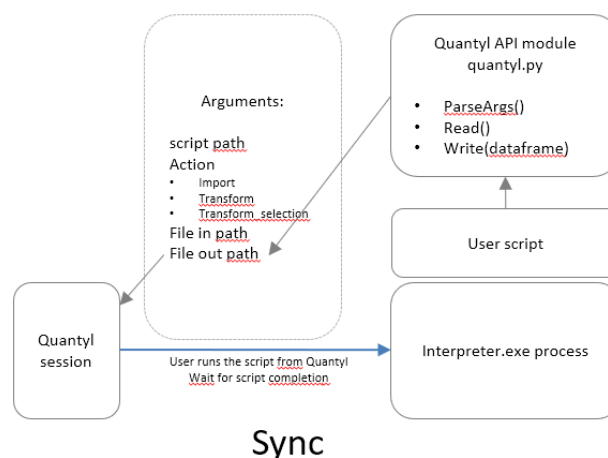 Arguments:
script path
Action
• Import
• Transform
• Transform_selection
File in path
File out path
Quantyl API module
quantyl.py
• ParseArgs()
• Read()
• Write(dataframe)
User script
Quantyl
session
User runs the script from Quantyl
Wait for script completion
Interpreter.exe process
Sync